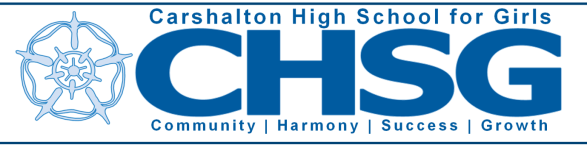 Carshalton High School for Girls
CHSG
Community | Harmony | Success | Growth